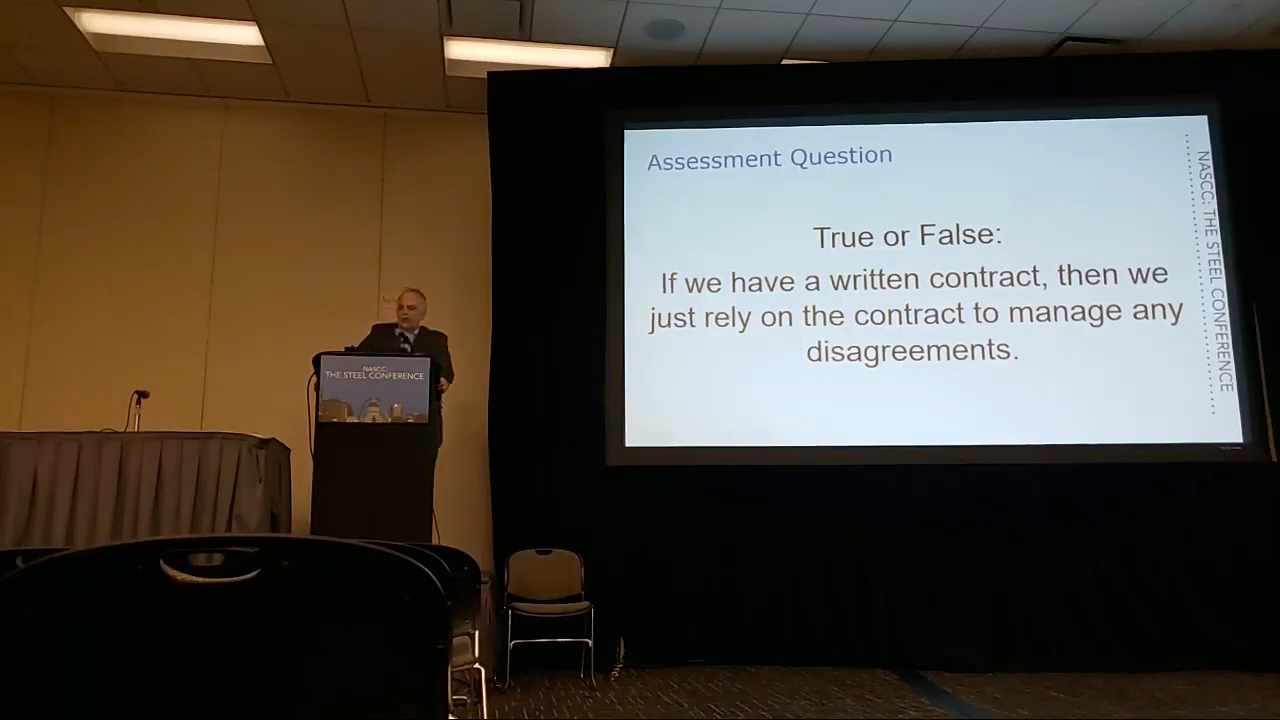 Assessment Question
True or False:
If we have a written contract, then we
just rely on the contract to manage any
disagreements.
NASCC: THE STEEL CONFERENCE
NASCC:
THE STEEL CONFERENCE